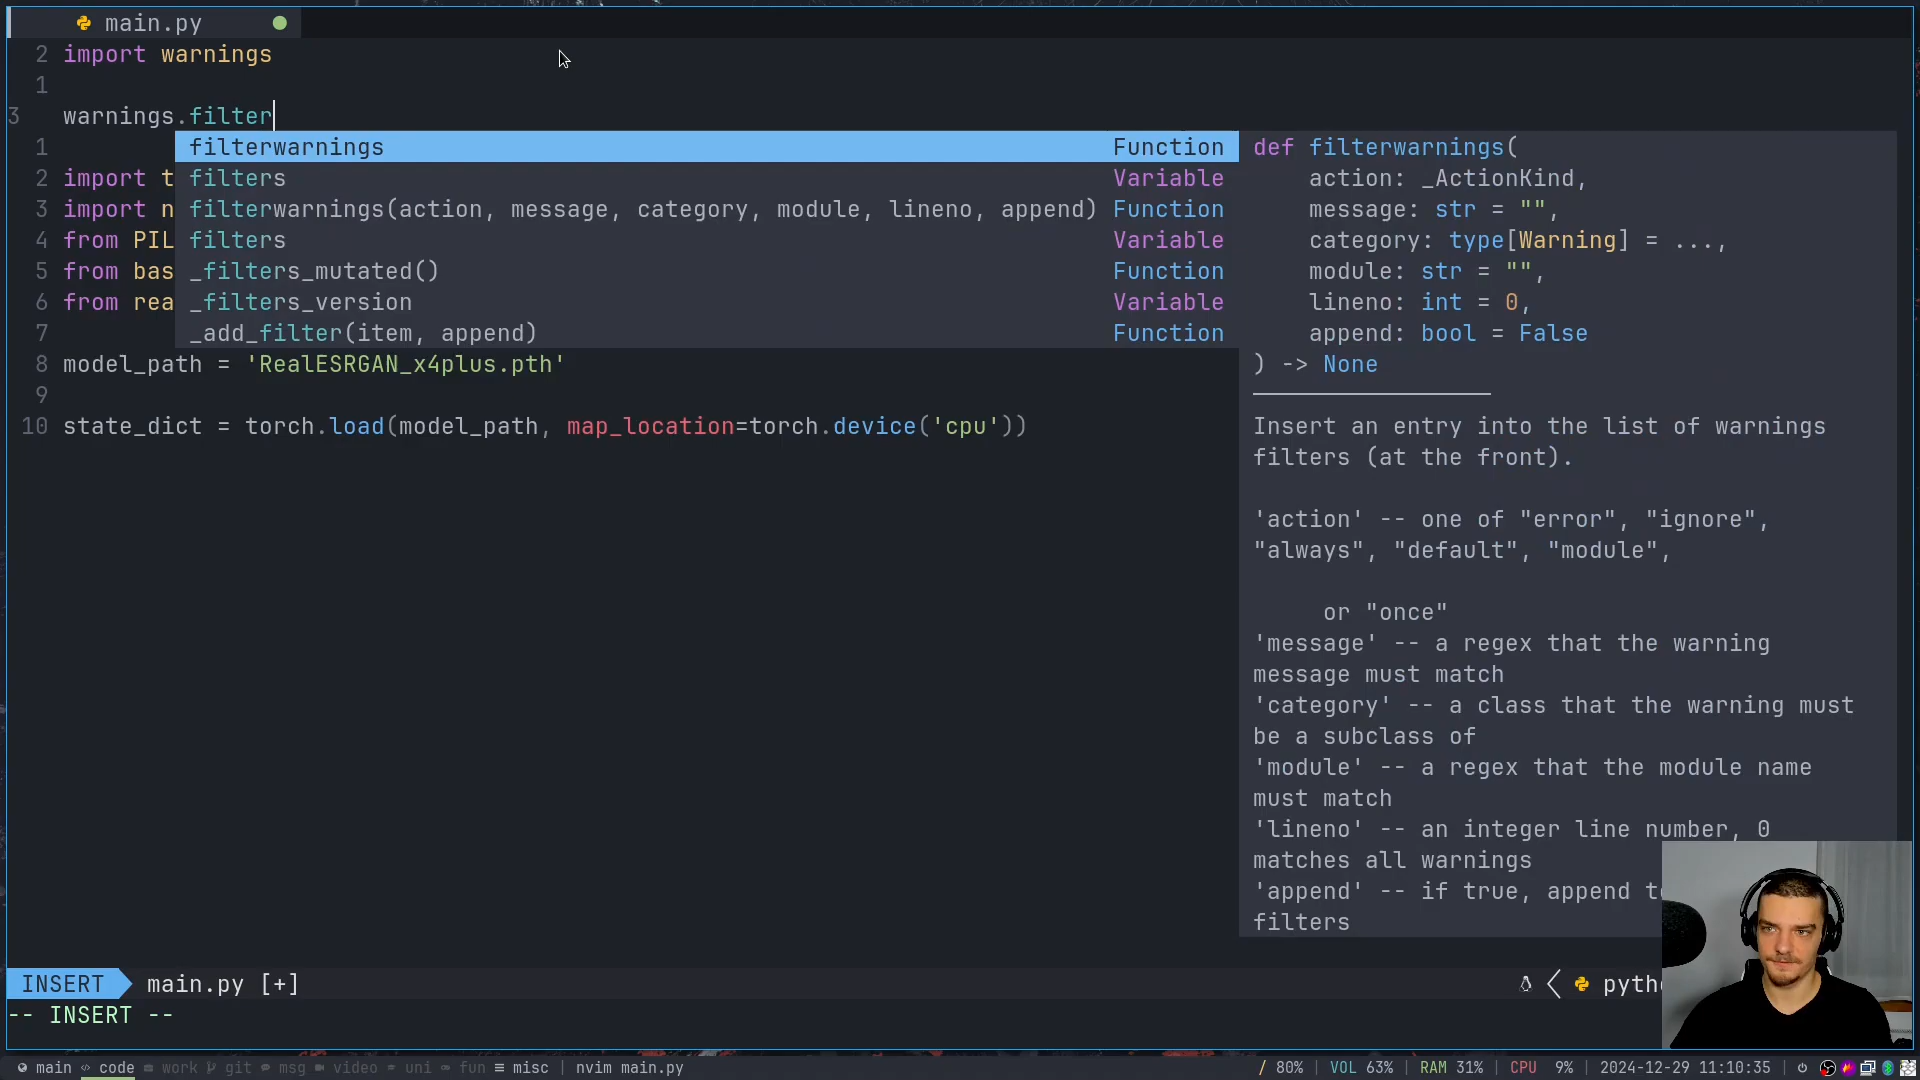 main.py
2 import warnings
1
3 warnings.filter
1 filterwarnings Function def filterwarnings(
2 import t filters Variable action: _ActionKind,
3 import n filterwarnings(action, message, category, module, lineno, append) Function message: str = "",
4 from PIL filters Variable category: type[Warning] = ...,
5 from bas _filters_mutated() Function module: str = "",
6 from rea _filters_version Variable lineno: int = 0,
7 _add_filter(item, append) Function append: bool = False
8 model_path = 'RealESRGAN_x4plus.pth' ) -> None
9
10 state_dict = torch.load(model_path, map_location=torch.device('cpu')) Insert an entry into the list of warnings
filters (at the front).
'action' -- one of "error", "ignore",
"always", "default", "module",
or "once"
'message' -- a regex that the warning
message must match
'category' -- a class that the warning must
be a subclass of
'module' -- a regex that the module name
must match
'lineno' -- an integer line number, 0
matches all warnings
'append' -- if true, append to
filters
INSERT main.py [+] pytho
-- INSERT --
main code work git msg video uni fun misc | nvim main.py / 80% | VOL 63% | RAM 31% | CPU 9% | 2024-12-29 11:10:35